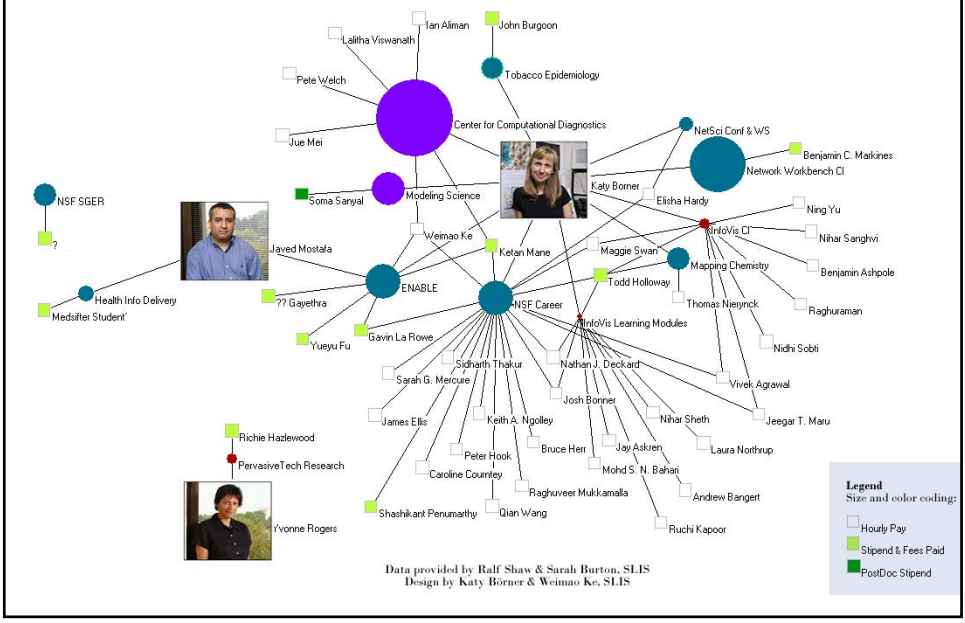 Ian Aliman
John Burgoon
Lalitha Viswanath
Tobacco Epidemiology
Pete Welch
Center for Computational Diagnostics
NetSci Conf & WS
Jue Mei
Benjamin C. Markines
Network Workbench CI
Katy Borner
Soma Sanyal
Modeling Science
Elisha Hardy
NSF SGER
Ning Yu
Weimao Ke
InfoVis CI
Nihar Sanghvi
?
Javed Mostafa
Ketan Mane
Maggie Swan
Mapping Chemistry
Benjamin Ashpole
Todd Holloway
ENABLE
Health Info Delivery
?? Gayethra
NSF Career
Thomas Nierynck
Raghuraman
Medsifter Student'
InfoVis Learning Modules
Yueyu Fu
Gavin La Rowe
Nidhi Sobti
Sidharth Thakur
Nathan J. Deckard
Sarah G. Mercure
Vivek Agrawal
Josh Bonner
James Ellis
Keith A. Ngolley
Nihar Sheth
Jeegar T. Maru
Richie Hazlewood
Peter Hook
Bruce Herr
Jay Askren
Laura Northrup
PervasiveTech Research
Caroline Courntey
Mohd S. N. Bahari
Raghuveer Mukkamalla
Andrew Bangert
Shashikant Penumarthy
Qian Wang
Yvonne Rogers
Ruchi Kapoor
Legend
Size and color coding:
Hourly Pay
Stipend & Fees Paid
PostDoc Stipend
Data provided by Ralf Shaw & Sarah Burton, SLIS
Design by Katy Börner & Weimao Ke, SLIS